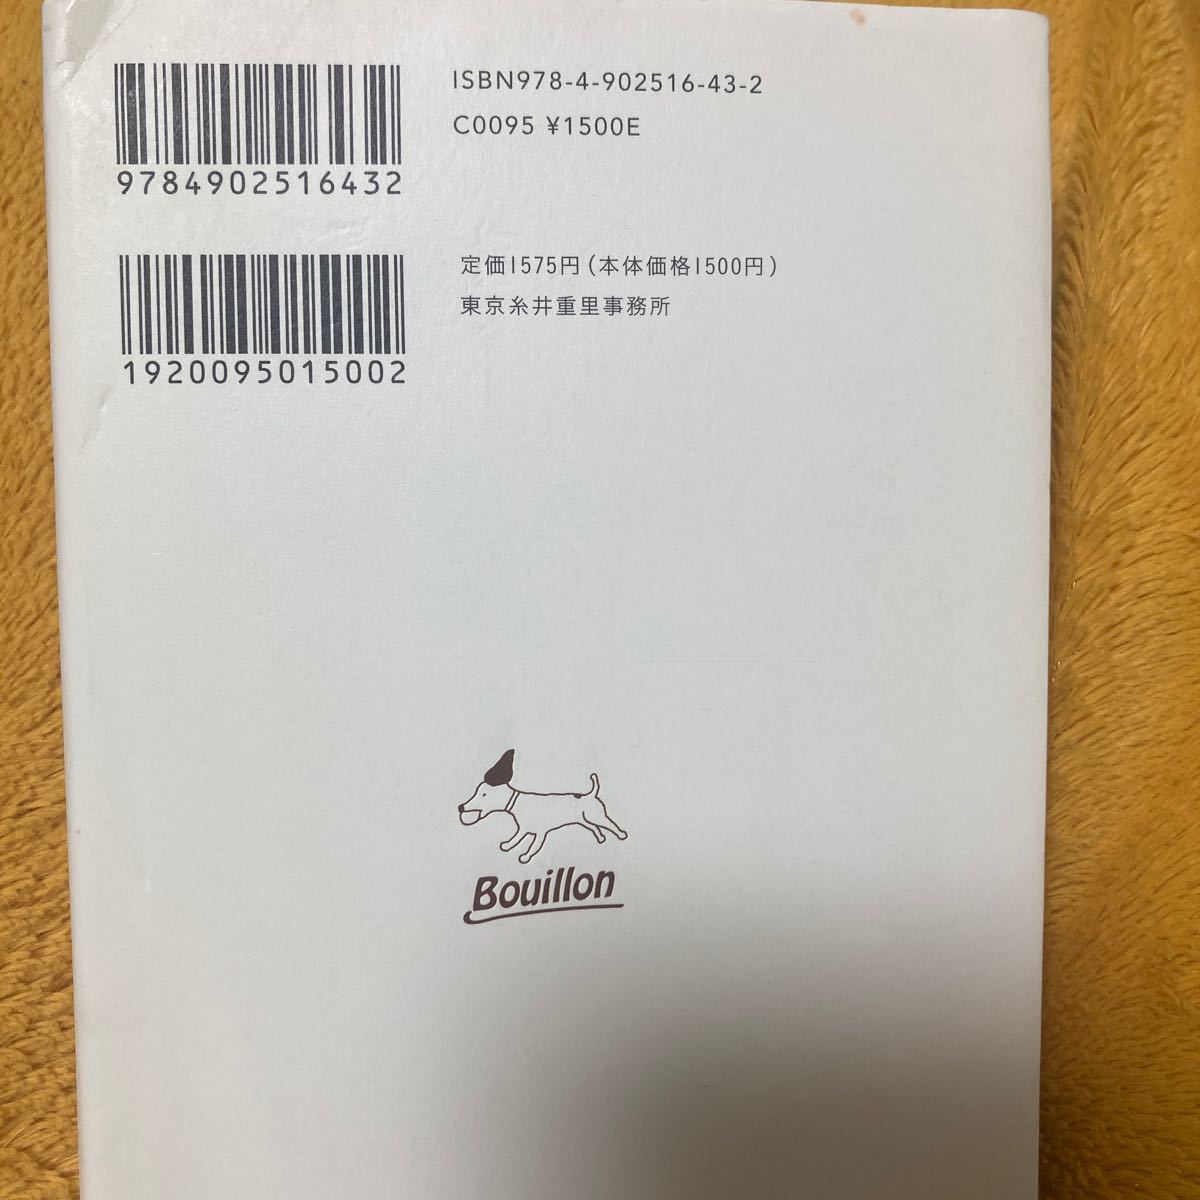 ISBN978-4-902516-43-2
C0095 ¥1500E
9784902516432
定価1575円(本体価格1500円)
東京糸井重里事務所
1920095015002
Bouillon